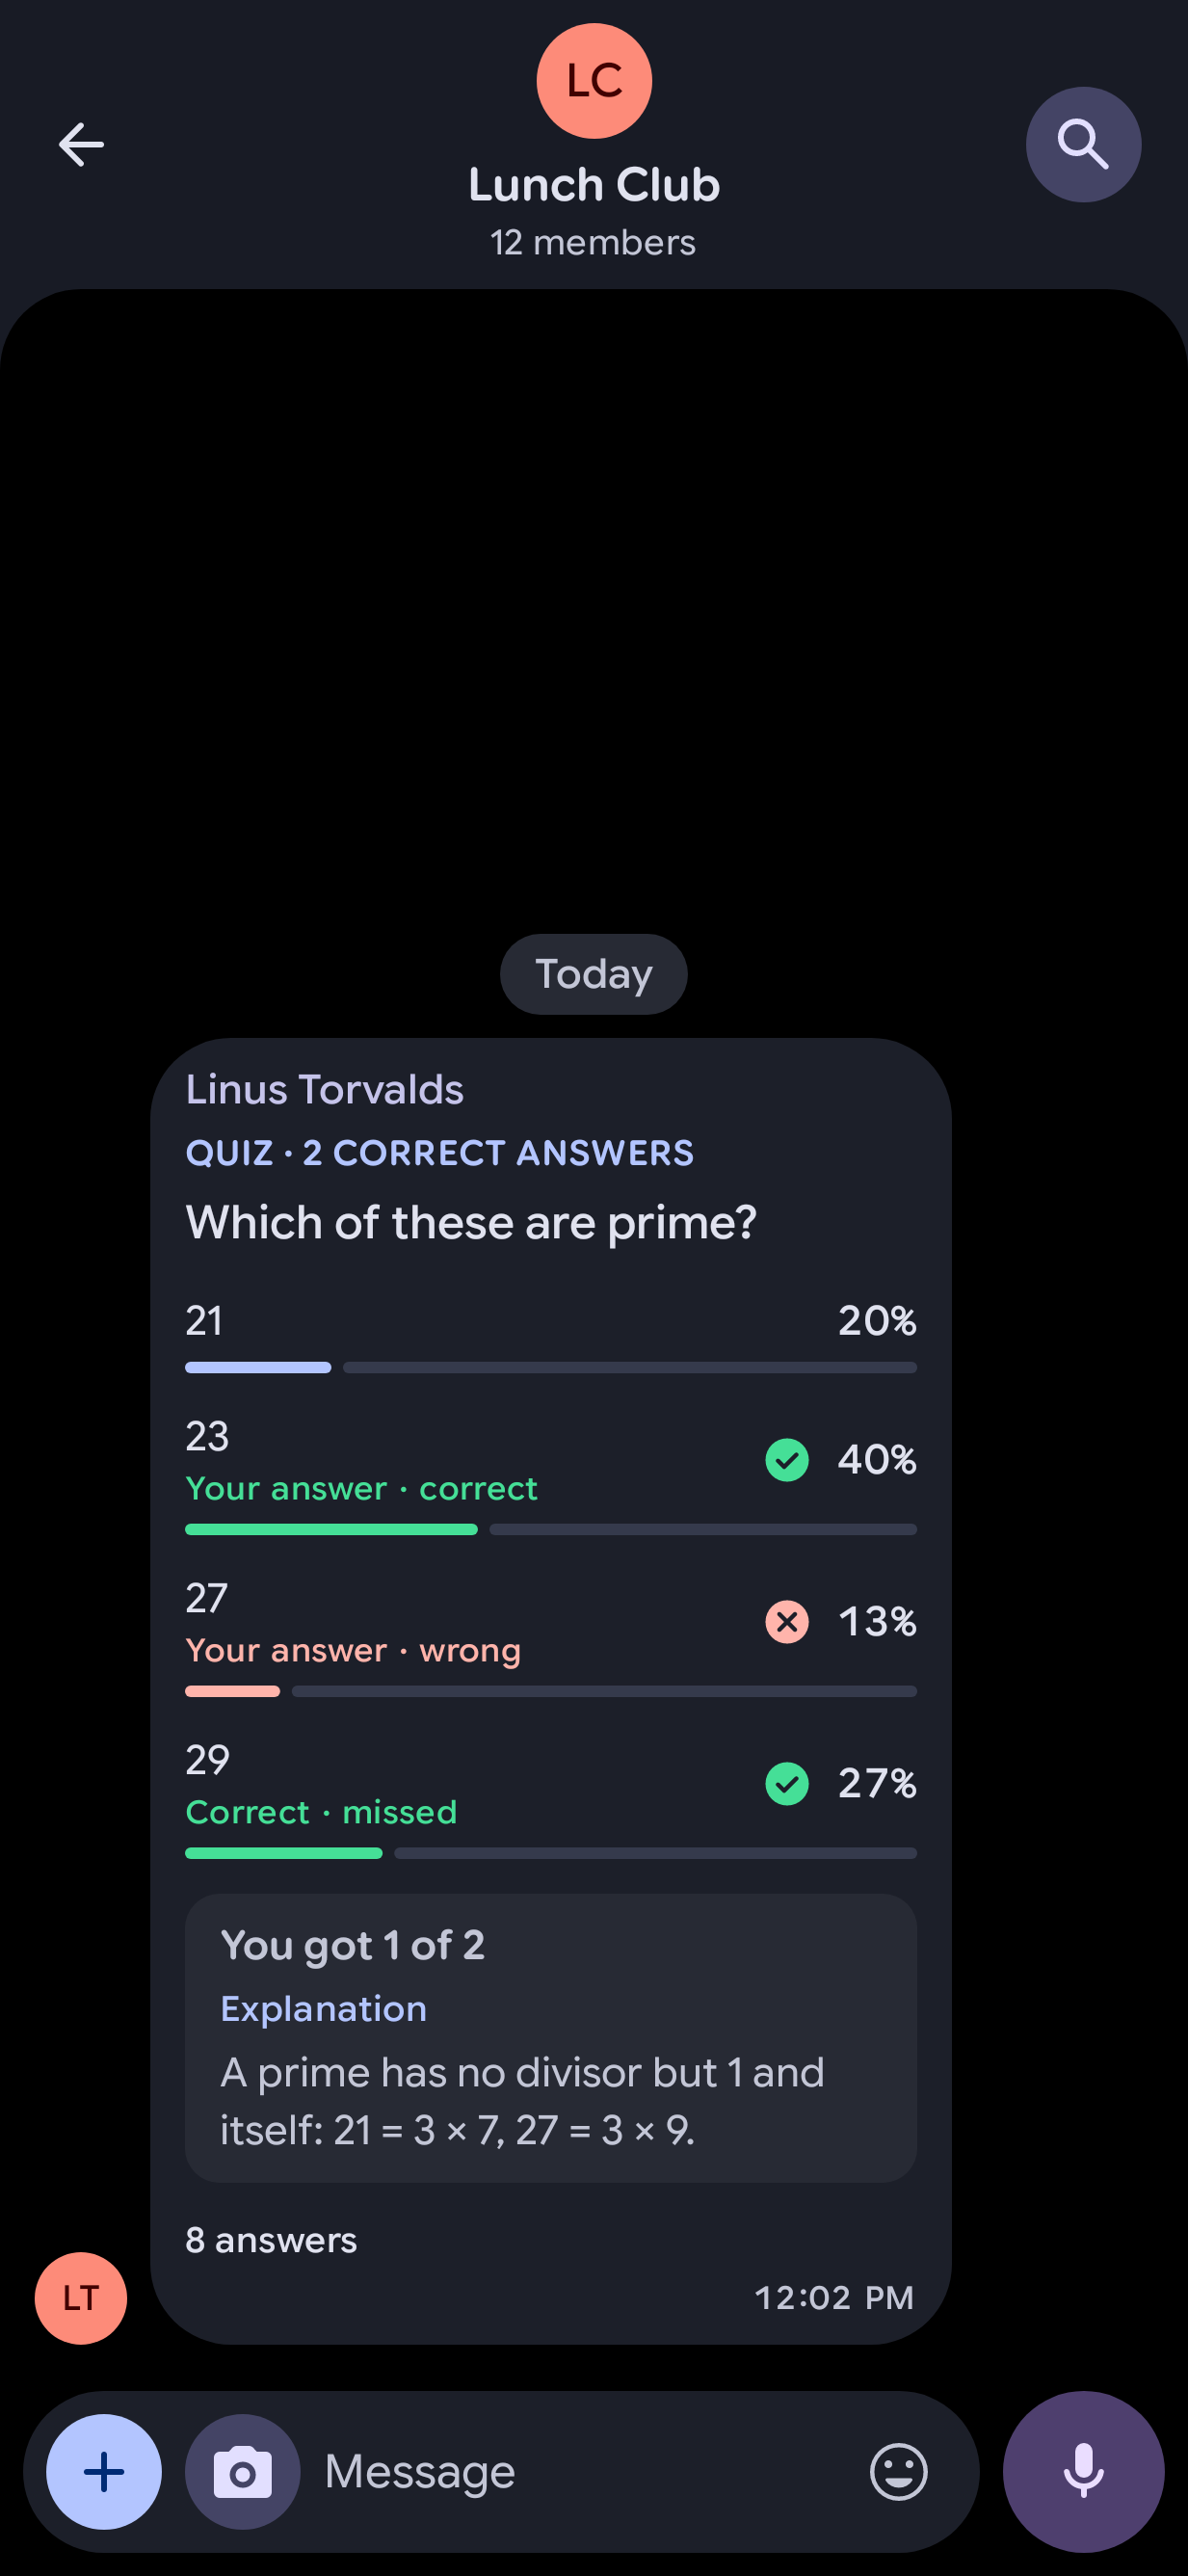 LC
Lunch Club
12 members
Today
Linus Torvalds
QUIZ · 2 CORRECT ANSWERS
Which of these are prime?
21 20%
23
Your answer · correct
40%
27
Your answer · wrong
13%
29
Correct · missed
27%
You got 1 of 2
Explanation
A prime has no divisor but 1 and
itself: 21 = 3 × 7, 27 = 3 × 9.
8 answers
12:02 PM
LT
Message